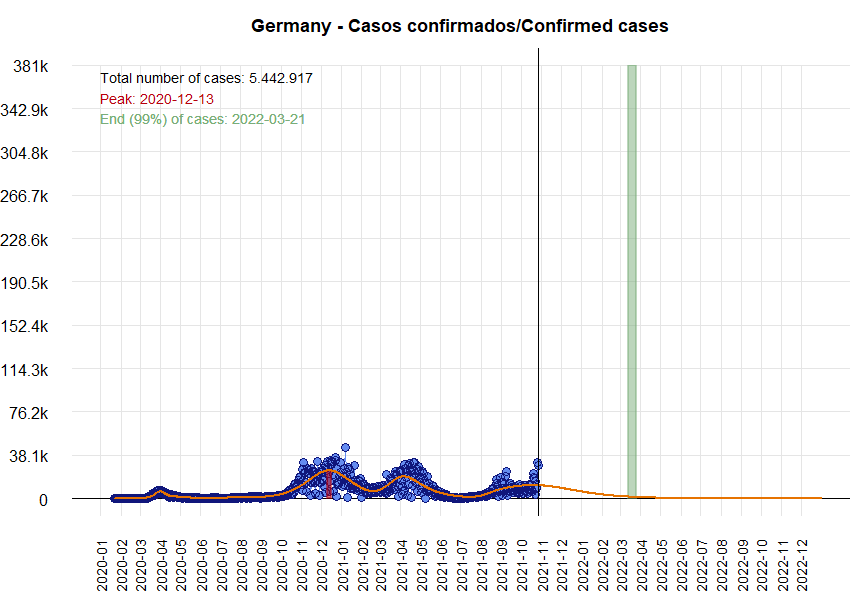 Germany - Casos confirmados/Confirmed cases
381k
Total number of cases: 5.442.917
Peak: 2020-12-13
342.9k
End (99%) of cases: 2022-03-21
304.8k
266.7k
228.6k
190.5k
152.4k
114.3k
76.2k
38.1k
0
2020-01
2020-02
2020-03
2020-04
2020-05
2020-06
2020-07
2020-08
2020-09
2020-10
2020-11
2020-12
2021-01
2021-02
2021-03
2021-04
2021-05
2021-06
2021-07
2021-08
2021-09
2021-10
2021-11
2021-12
2022-01
2022-02
2022-03
2022-04
2022-05
2022-06
2022-07
2022-08
2022-09
2022-10
2022-11
2022-12